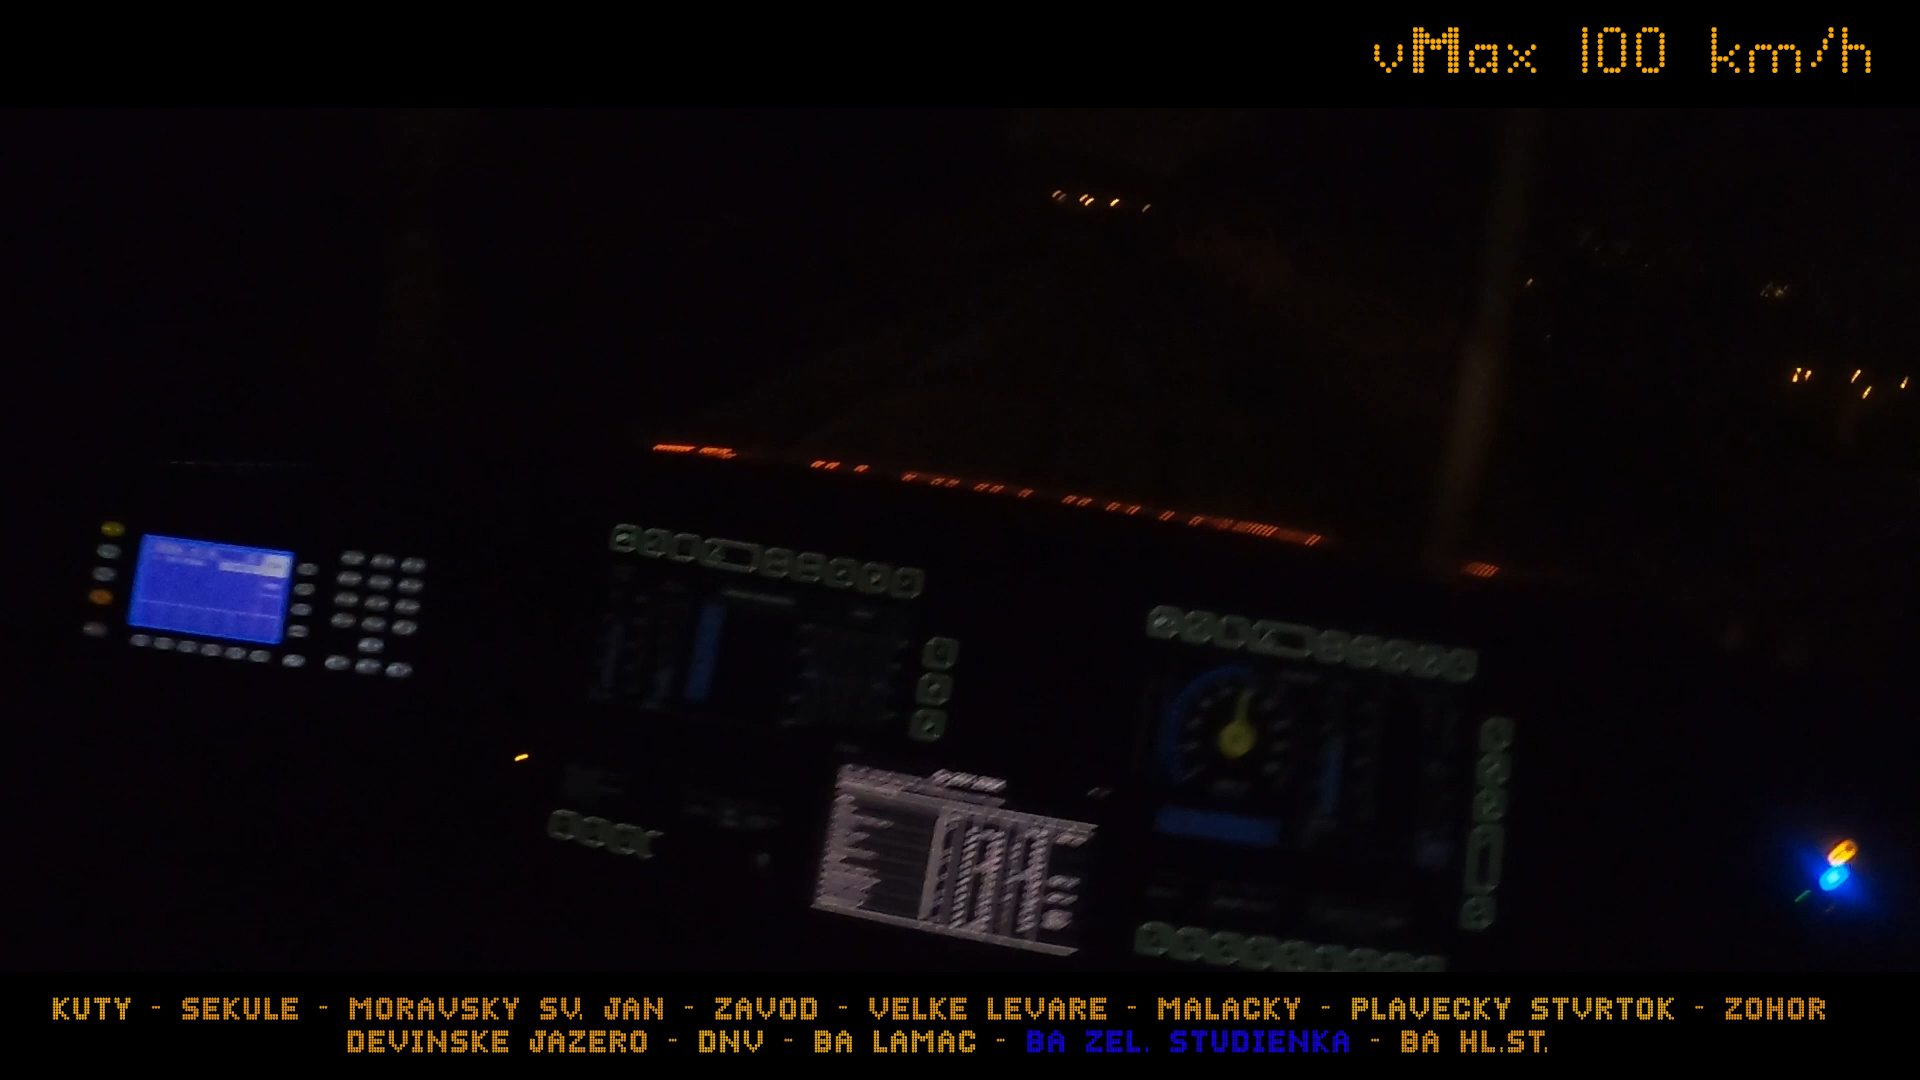 vMax 100 km/h
KUTY - SEKULE - MORAVSKY SV. JAN - ZAVOD - VELKE LEVARE - MALACKY - PLAVECKY STVRTOK - ZOHOR
DEVINSKE JAZERO - DNV - BA LAMAC - BA ZEL. STUDIENKA - BA HL.ST.